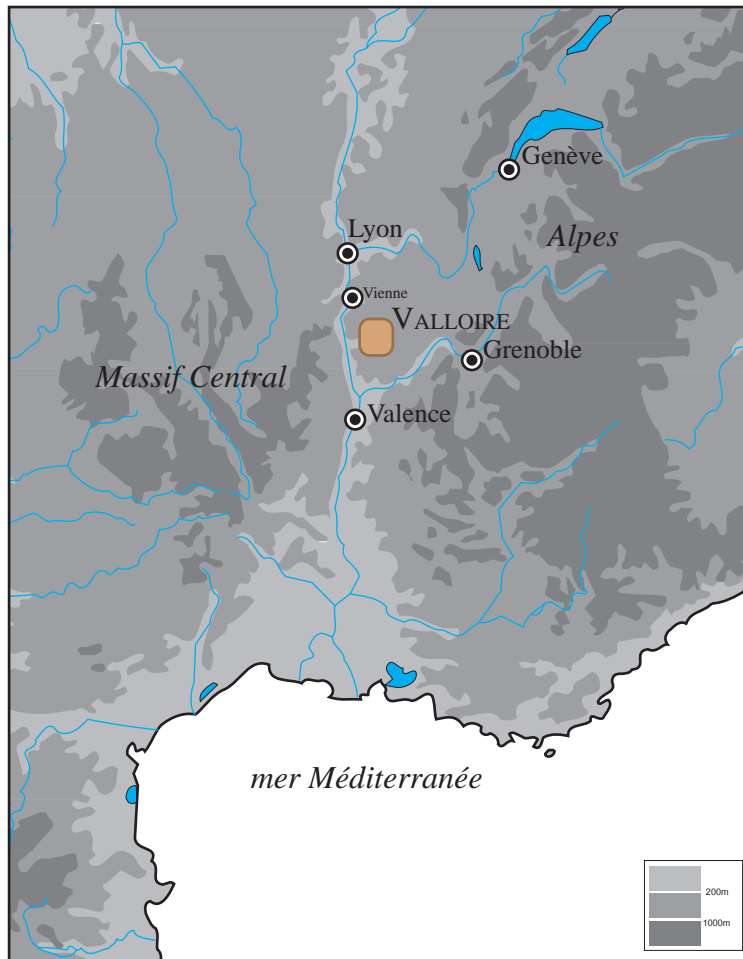 Genève
Alpes
Lyon
Vienne
VALLOIRE
Grenoble
Massif Central
Valence
mer Méditerranée
200m
1000m